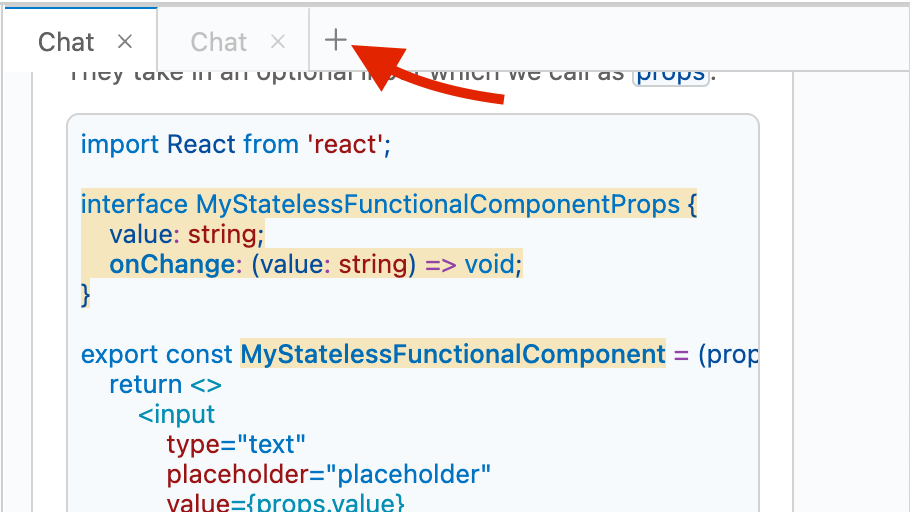 Chat × Chat × +
They take in an optional which we call as props.
import React from 'react';
interface MyStatelessFunctionalComponentProps {
value: string;
onChange: (value: string) => void;
}
export const MyStatelessFunctionalComponent = (prop
return <>
<input
type="text"
placeholder="placeholder"
value={props.value}